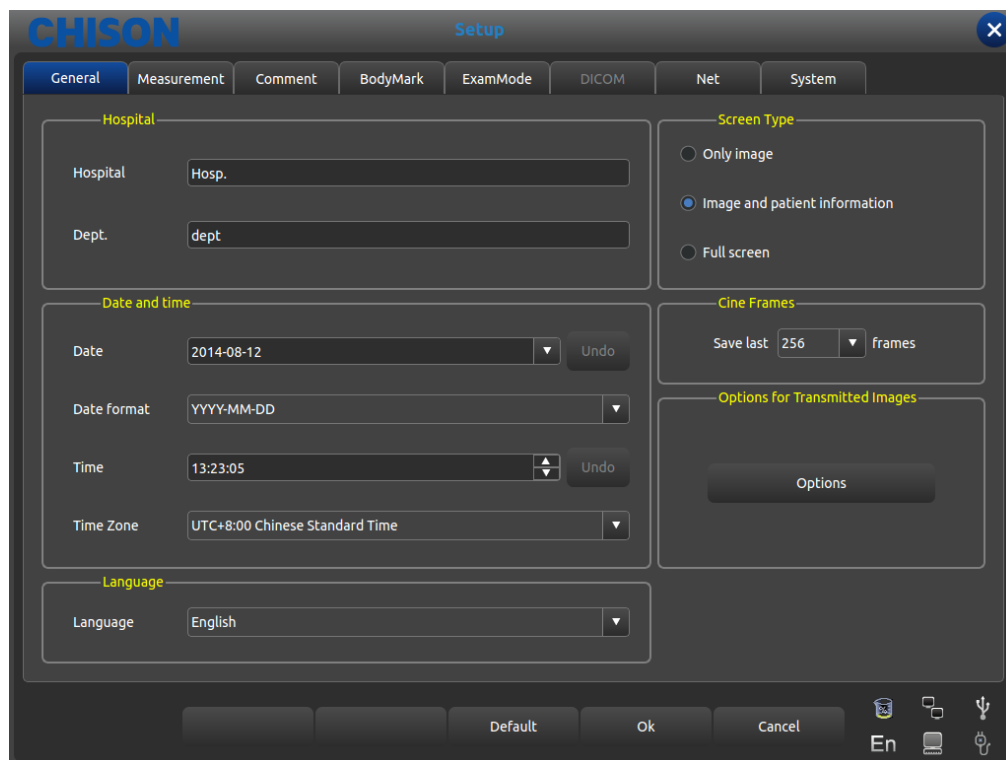 CHISON
Setup
General Measurement Comment BodyMark ExamMode DICOM Net System
Hospital
Hospital Hosp.
Dept. dept
Screen Type
Only image
Image and patient information
Full screen
Date and time
Date 2014-08-12 Undo
Date format YYYY-MM-DD
Time 13:23:05 Undo
Time Zone UTC+8:00 Chinese Standard Time
Cine Frames
Save last 256 frames
Options for Transmitted Images
Options
Language
Language English
Default Ok Cancel
En